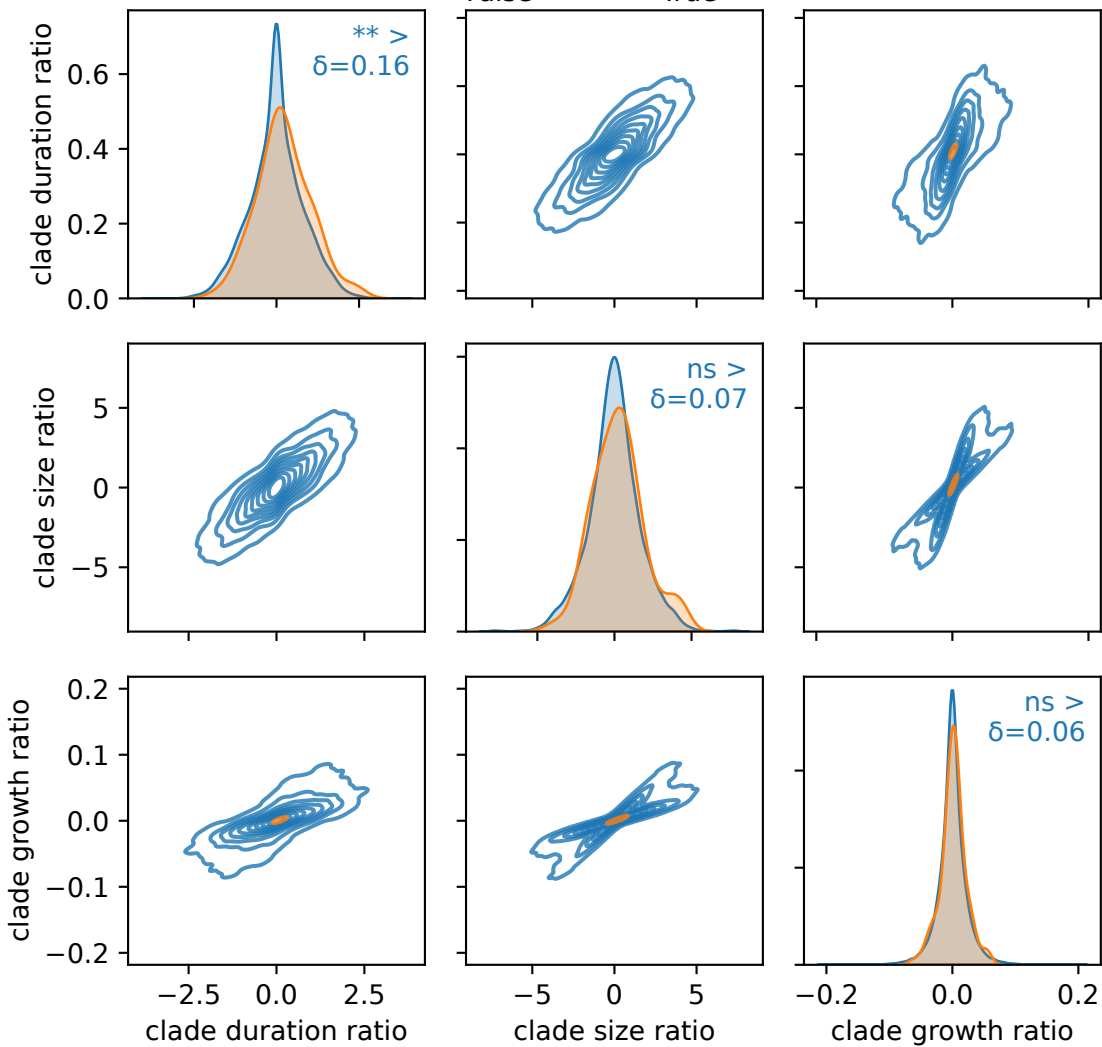 ** >
δ=0.16
clade duration ratio
0.6
0.4
0.2
0.0
ns >
δ=0.07
clade size ratio
5
0
−5
ns >
δ=0.06
clade growth ratio
0.2
0.1
0.0
−0.1
−0.2
−2.5 0.0 2.5
−5 0 5
−0.2 0.0 0.2
clade duration ratio
clade size ratio
clade growth ratio